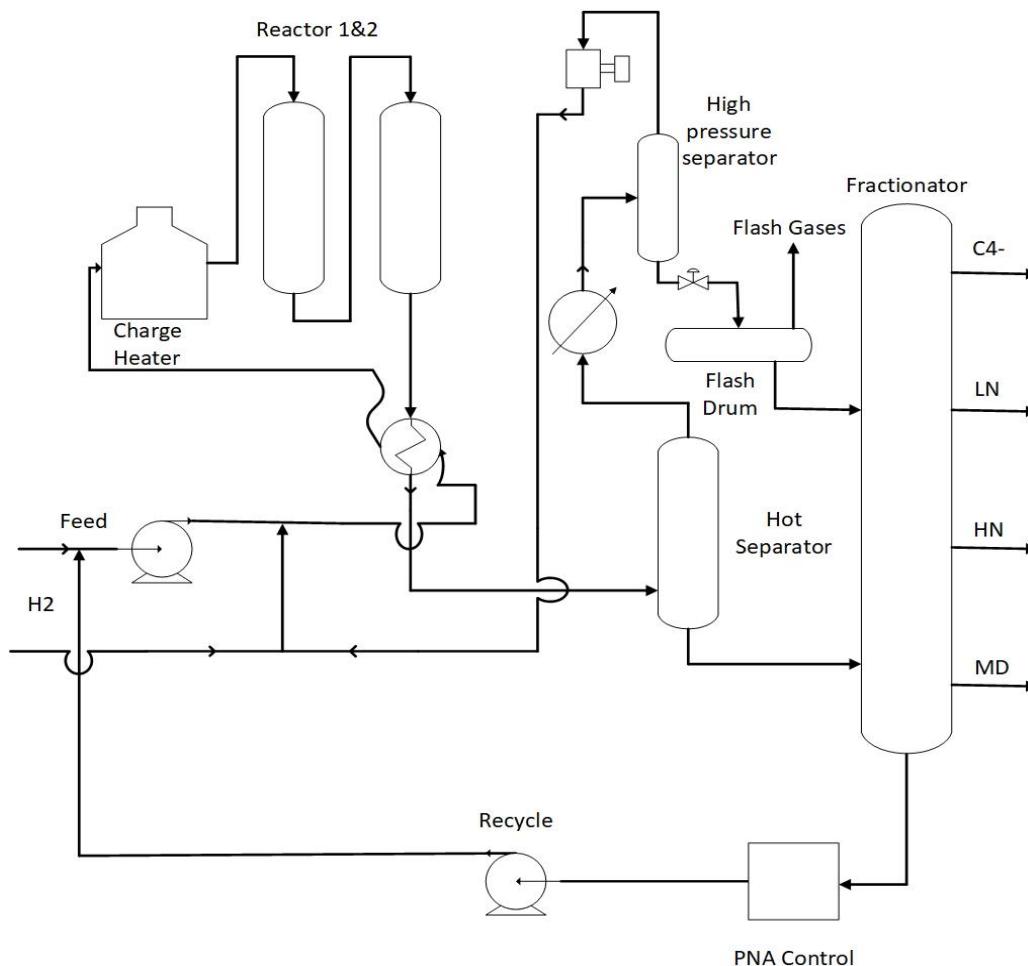 Reactor 1&2
High
pressure
separator
Fractionator
Flash Gases
C4-
Charge
Heater
Flash
Drum
LN
Feed
Hot
Separator
HN
H2
MD
Recycle
PNA Control